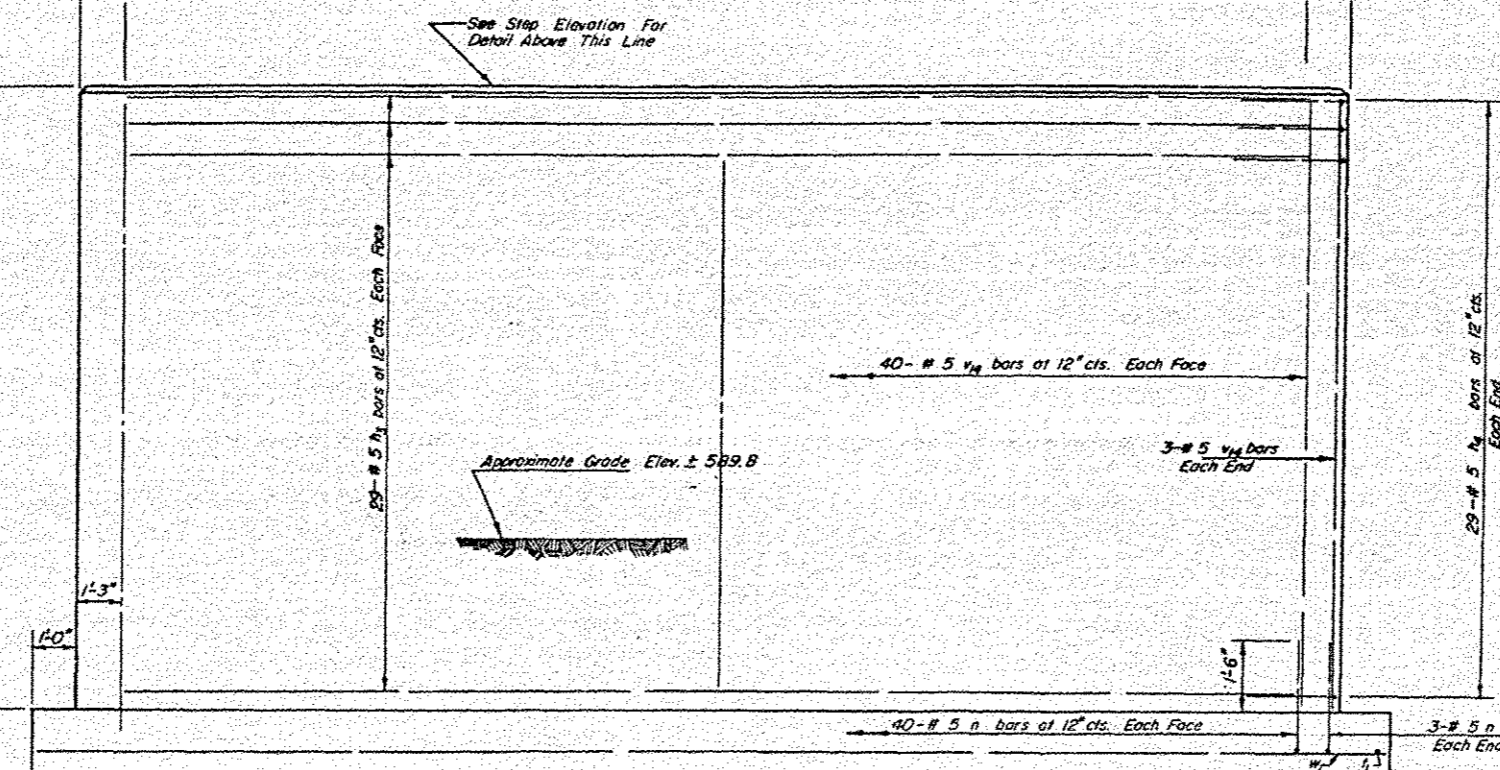 See Step Elevation For
Detail Above This Line
29-# 5 h3 bars at 12" cts. Each Face
40-# 5 v14 bars at 12" cts. Each Face
3-# 5 v14 bars
Each End
29-# 5 h4 bars at 12" cts.
Each End
Approximate Grade Elev. ± 589.8
1'-3"
1'-0"
1'-6"
40-# 5 n bars at 12" cts. Each Face
3-# 5 n
Each End